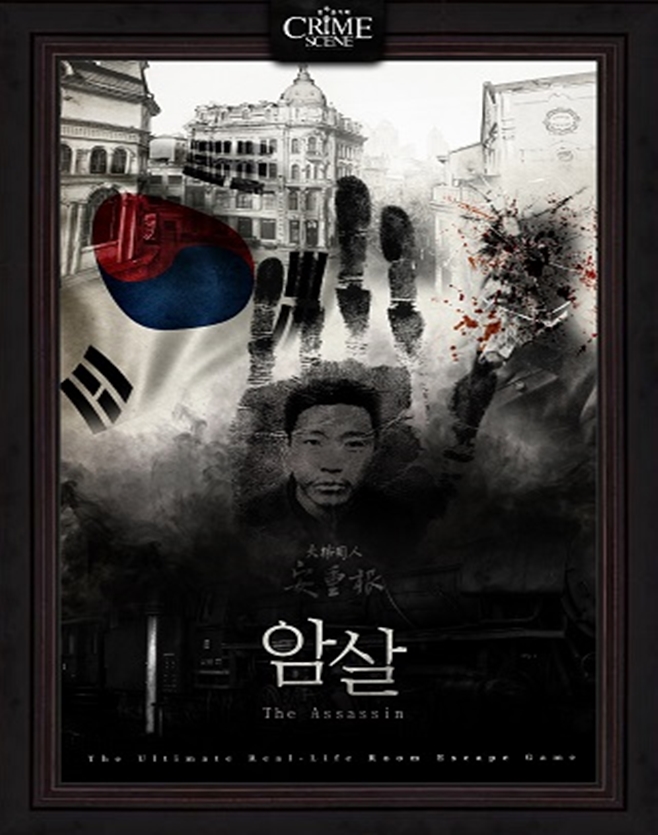 CRIME
SCENE
大韓國人
安重根
암살
The Assassin
The Ultimate Real-Life Room Escape Game